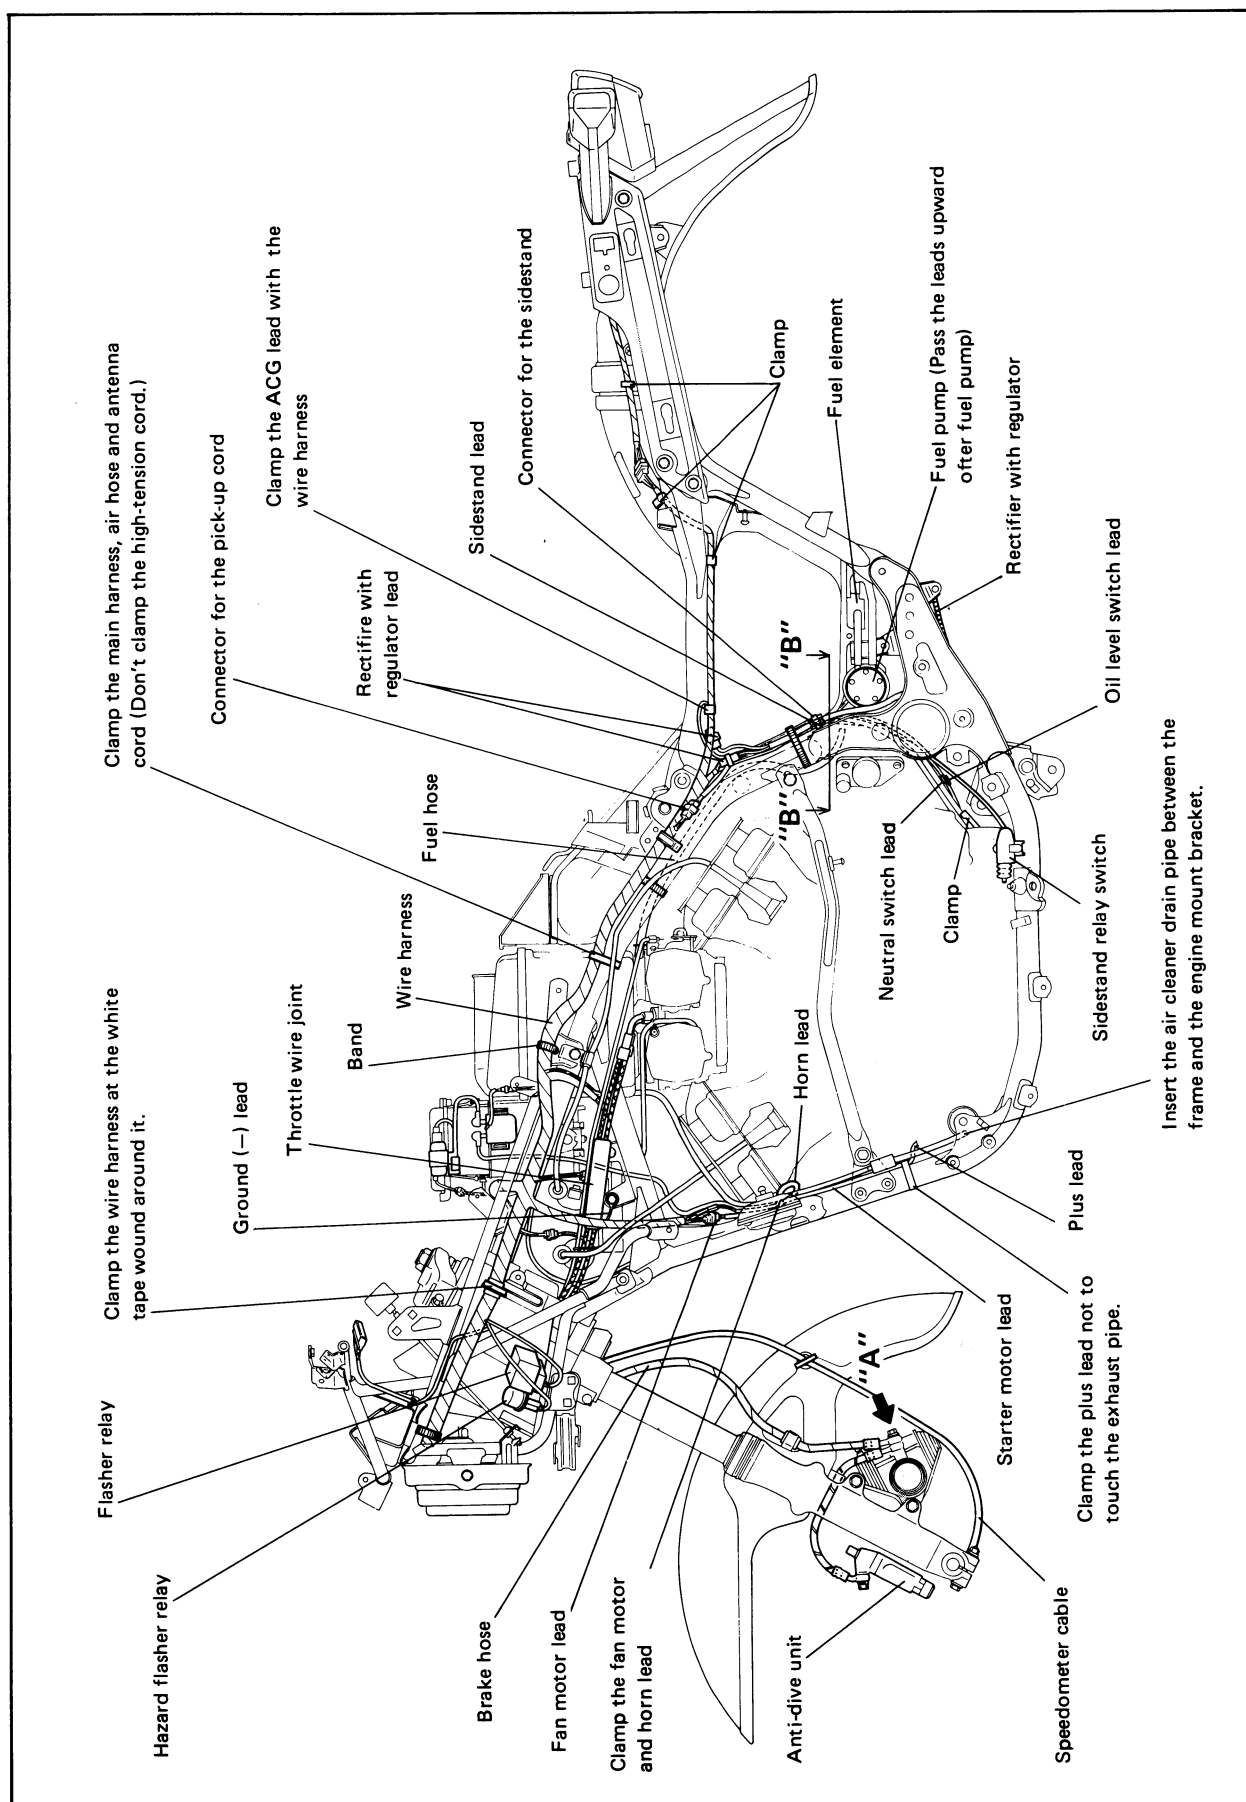 Clamp the main harness, air hose and antenna
cord (Don't clamp the high-tension cord.)
Connector for the pick-up cord
Clamp the ACG lead with the
wire harness
Rectifire with
regulator lead
Sidestand lead
Connector for the sidestand
Clamp
Fuel element
Fuel pump (Pass the leads upward
ofter fuel pump)
Rectifier with regulator
Oil level switch lead
"B"
"B"
Fuel hose
Wire harness
Band
Throttle wire joint
Ground (−) lead
Clamp the wire harness at the white
tape wound around it.
Flasher relay
Hazard flasher relay
Brake hose
Fan motor lead
Clamp the fan motor
and horn lead
Anti-dive unit
Speedometer cable
"A"
Starter motor lead
Clamp the plus lead not to
touch the exhaust pipe.
Plus lead
Horn lead
Insert the air cleaner drain pipe between the
frame and the engine mount bracket.
Sidestand relay switch
Clamp
Neutral switch lead